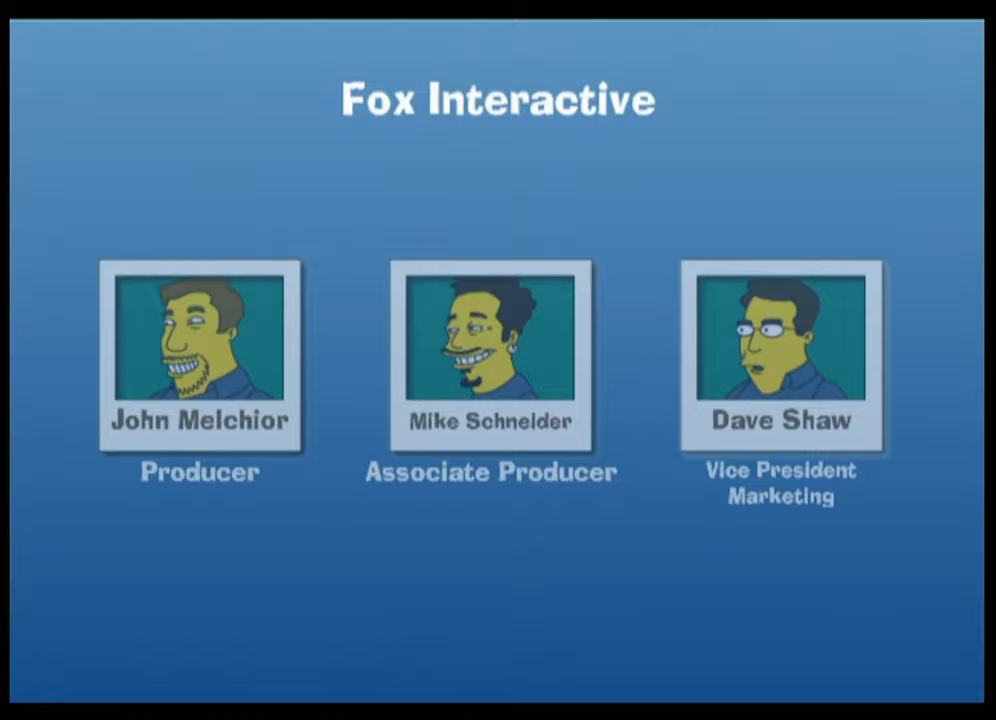 Fox Interactive
John Melchior
Mike Schneider
Dave Shaw
Producer
Associate Producer
Vice President
Marketing